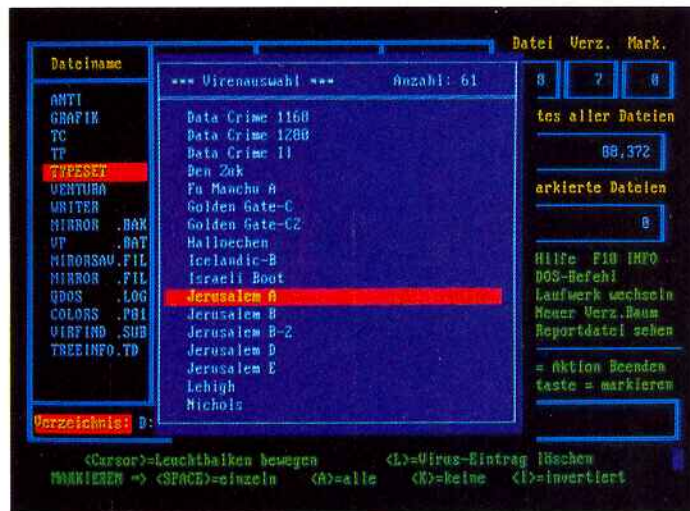 Datei Verz. Mark.
Dateiname
8 7 0
*** Virenauswahl *** Anzahl: 61
ANTI
GRAFIK
TC
TP
TYPESET
VENTURA
WRITER
MIRROR .BAK
VP .BAT
MIRORSAV.FIL
MIRROR .FIL
QDOS .LOG
COLORS .PB1
VIRFIND .SUB
TREEINFO.TD
Data Crime 1168
Data Crime 1280
Data Crime II
Den Zuk
Fu Manchu A
Golden Gate-C
Golden Gate-C2
Halloechen
Icelandic-B
Israeli Boot
Jerusalem A
Jerusalem B
Jerusalem B-2
Jerusalem D
Jerusalem E
Lehigh
Nichols
tes aller Dateien
88,372
arkierte Dateien
0
Hilfe F10 INFO
DOS-Befehl
Laufwerk wechseln
Neuer Verz.Baum
Reportdatei sehen
= Aktion Beenden
taste = markieren
Verzeichnis: D:
<Cursor>=Leuchtbalken bewegen <L>=Virus-Eintrag löschen
MARKIEREN => <SPACE>=einzeln <A>=alle <K>=keine <I>=invertiert